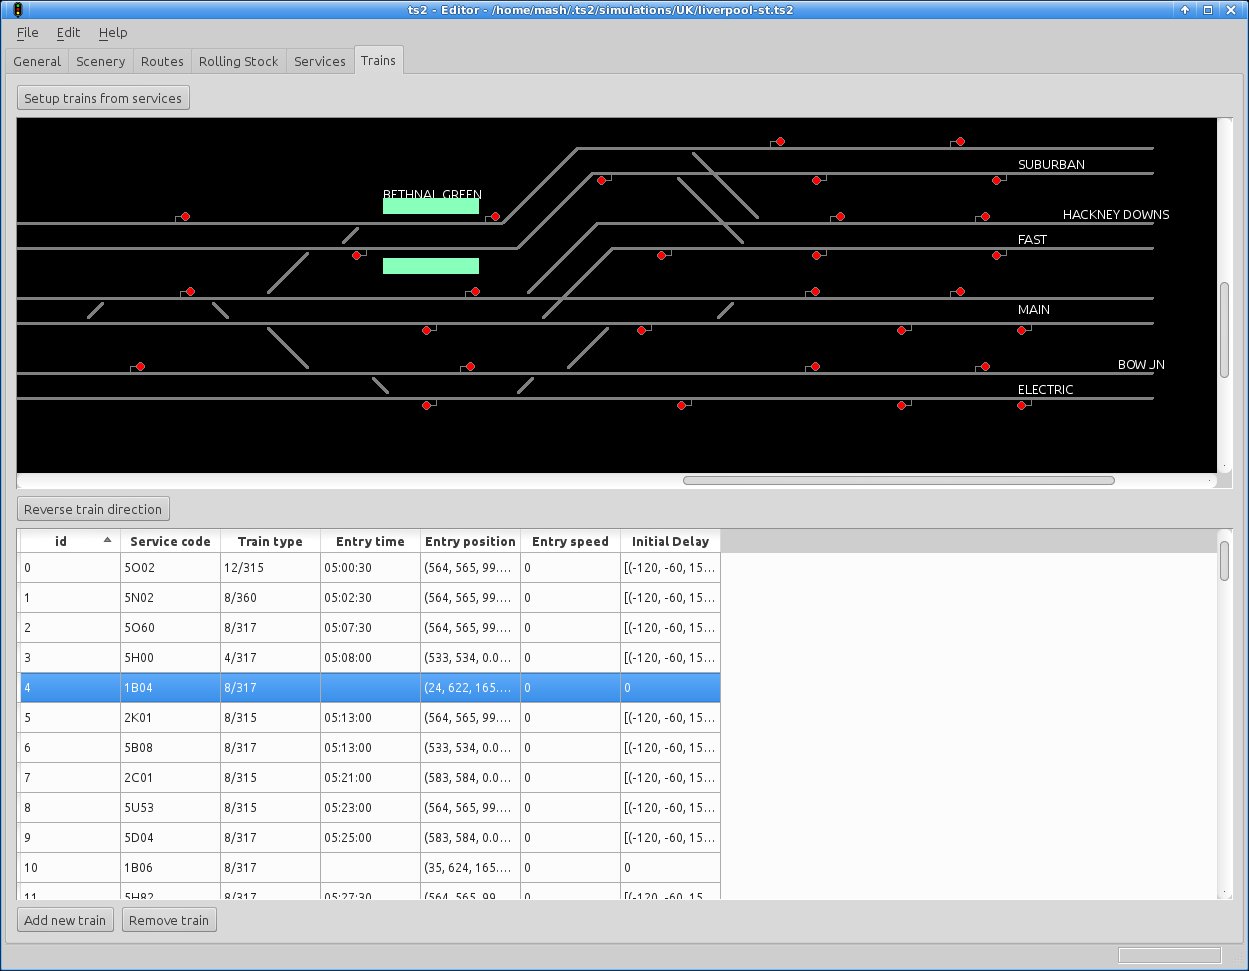 ts2 - Editor - /home/mash/.ts2/simulations/UK/liverpool-st.ts2
File Edit Help
General Scenery Routes Rolling Stock Services Trains
Setup trains from services
SUBURBAN
BETHNAL GREEN
HACKNEY DOWNS
FAST
MAIN
BOW JN
ELECTRIC
Reverse train direction
id Service code Train type Entry time Entry position Entry speed Initial Delay
0 5O02 12/315 05:00:30 (564, 565, 99.... 0 [(-120, -60, 15...
1 5N02 8/360 05:02:30 (564, 565, 99.... 0 [(-120, -60, 15...
2 5O60 8/317 05:07:30 (564, 565, 99.... 0 [(-120, -60, 15...
3 5H00 4/317 05:08:00 (533, 534, 0.0... 0 [(-120, -60, 15...
4 1B04 8/317 (24, 622, 165.... 0 0
5 2K01 8/315 05:13:00 (564, 565, 99.... 0 [(-120, -60, 15...
6 5B08 8/317 05:13:00 (533, 534, 0.0... 0 [(-120, -60, 15...
7 2C01 8/315 05:21:00 (583, 584, 0.0... 0 [(-120, -60, 15...
8 5U53 8/315 05:23:00 (564, 565, 99.... 0 [(-120, -60, 15...
9 5D04 8/317 05:25:00 (583, 584, 0.0... 0 [(-120, -60, 15...
10 1B06 8/317 (35, 624, 165.... 0 0
11 5H82 8/317 05:27:30 (564, 565, 99.... 0 [(-120, -60, 15...
Add new train Remove train